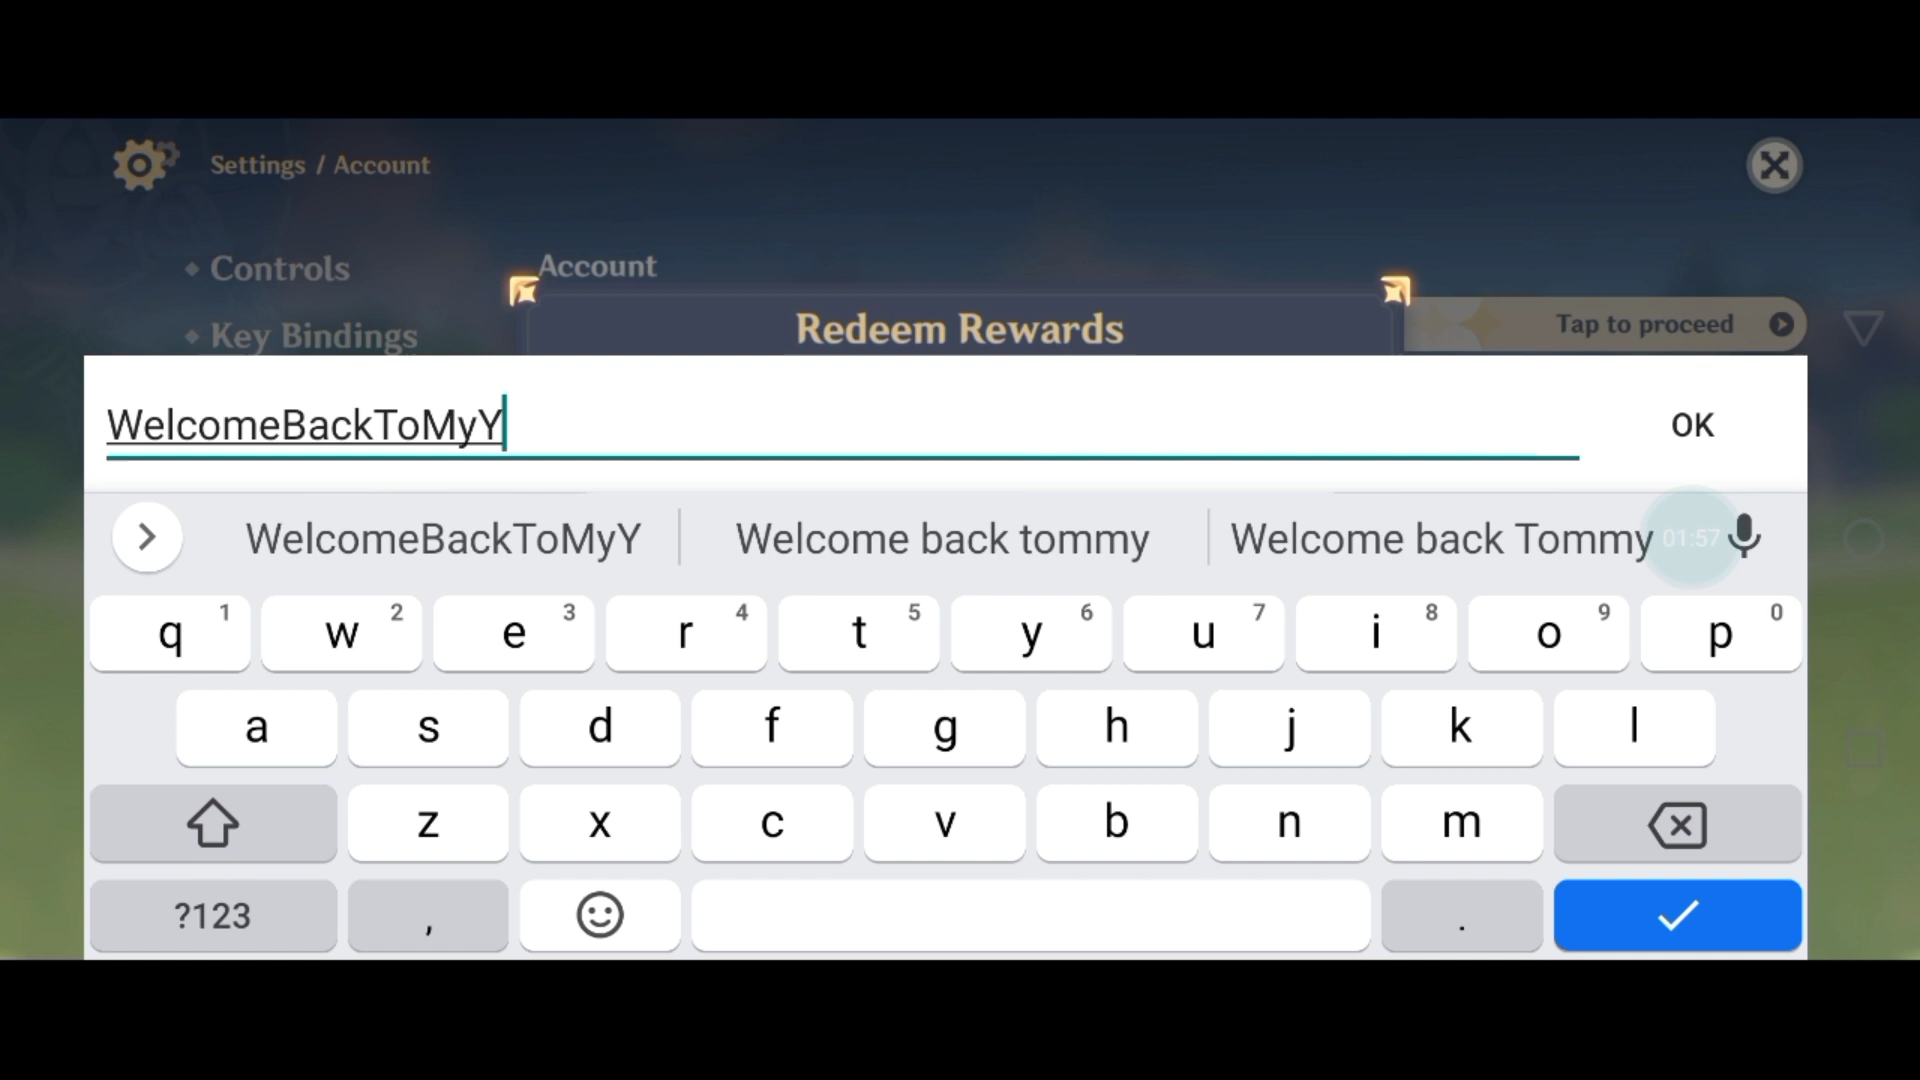 Settings / Account
Controls
Account
Key Bindings
Redeem Rewards
Tap to proceed
WelcomeBackToMyY
OK
WelcomeBackToMyY
Welcome back tommy
Welcome back Tommy
01:57
q 1 w 2 e 3 r 4 t 5 y 6 u 7 i 8 o 9 p 0
a s d f g h j k l
z x c v b n m
?123 , .